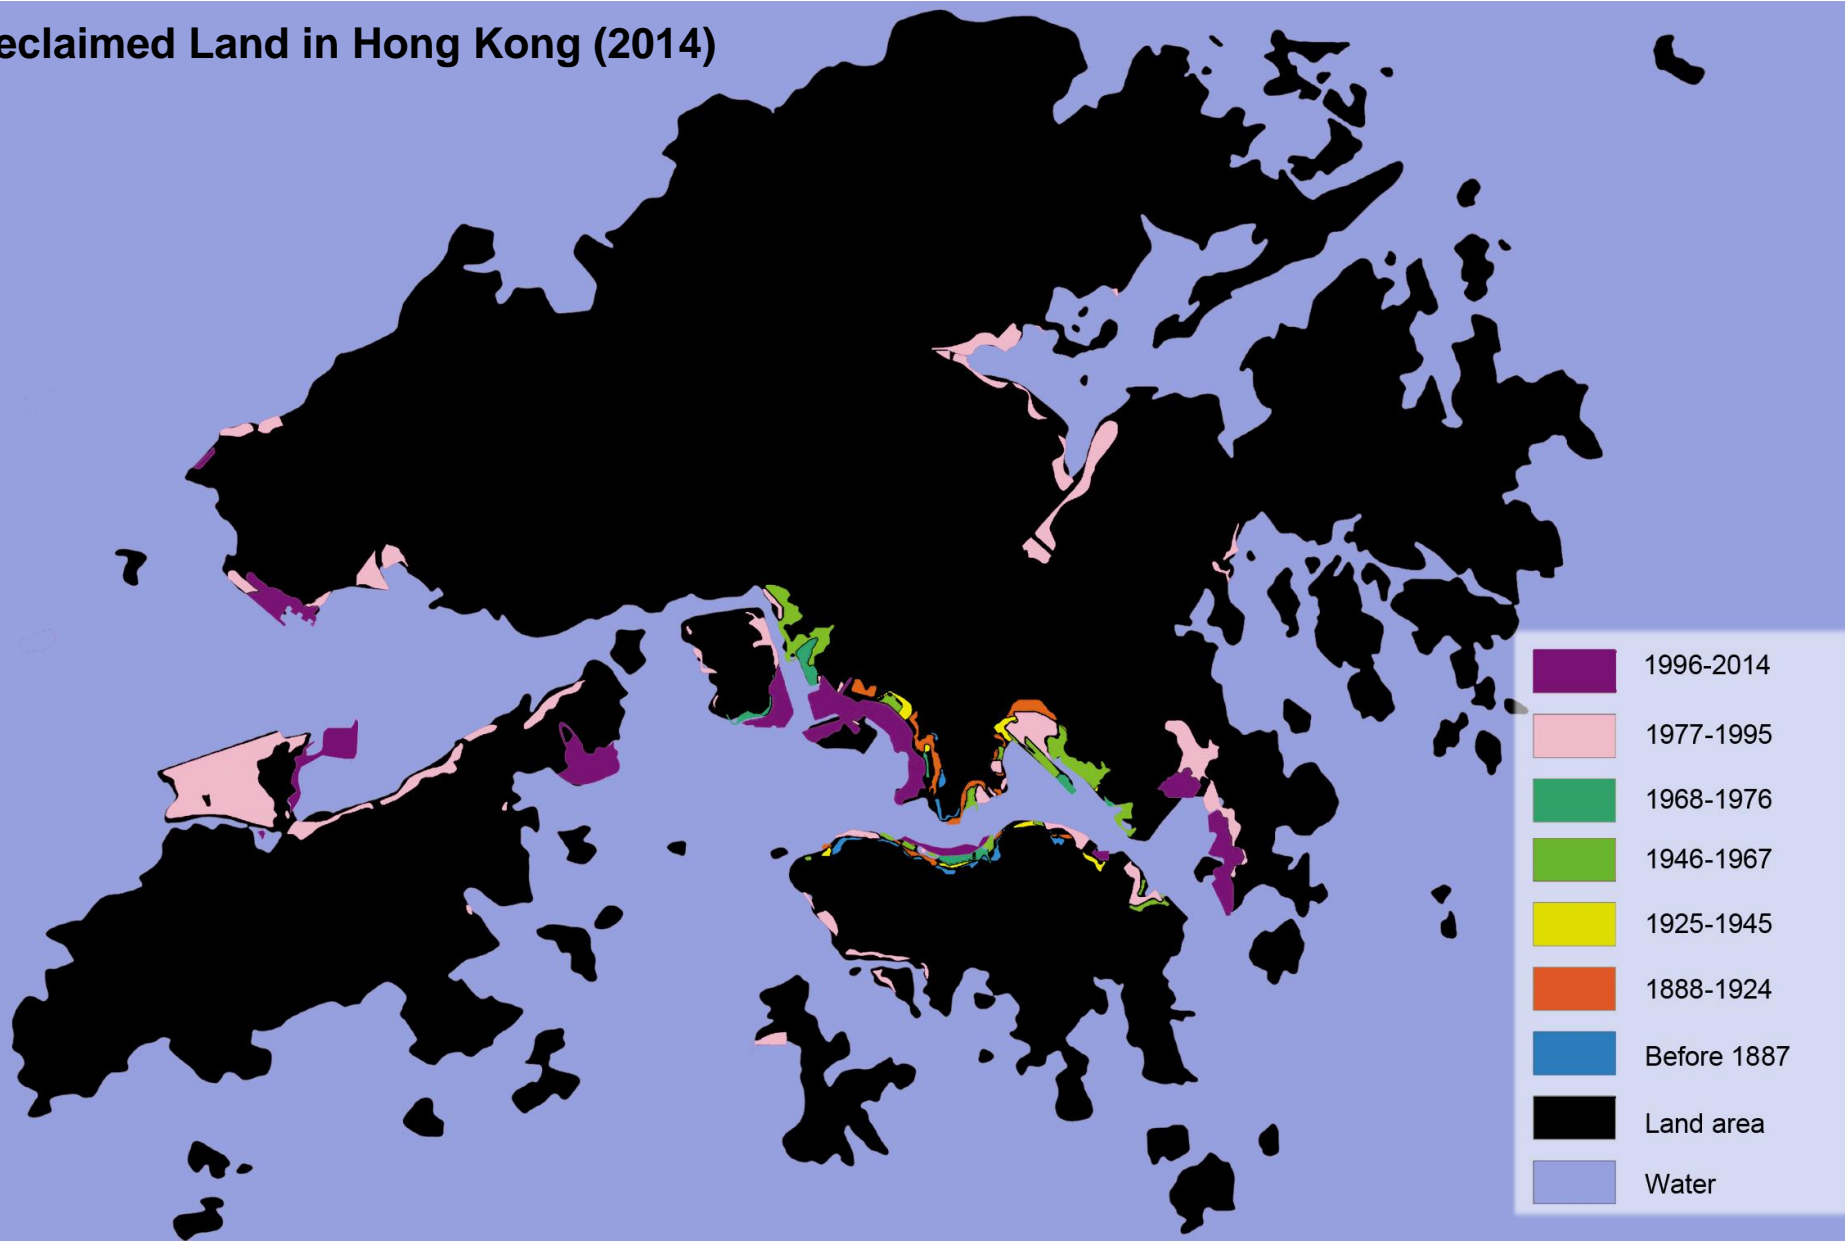 eclaimed Land in Hong Kong (2014)
1996-2014
1977-1995
1968-1976
1946-1967
1925-1945
1888-1924
Before 1887
Land area
Water